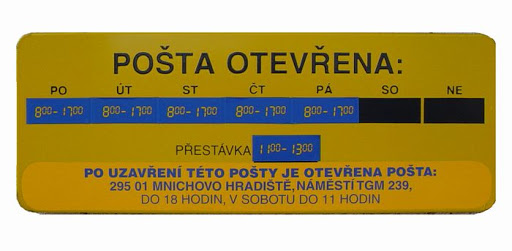 POŠTA OTEVŘENA:
PO ÚT ST ČT PÁ SO NE
8⁰⁰-17⁰⁰ 8⁰⁰-17⁰⁰ 8⁰⁰-17⁰⁰ 8⁰⁰-17⁰⁰ 8⁰⁰-17⁰⁰
PŘESTÁVKA 11⁰⁰-13⁰⁰
PO UZAVŘENÍ TÉTO POŠTY JE OTEVŘENA POŠTA:
295 01 MNICHOVO HRADIŠTĚ, NÁMĚSTÍ TGM 239,
DO 18 HODIN, V SOBOTU DO 11 HODIN